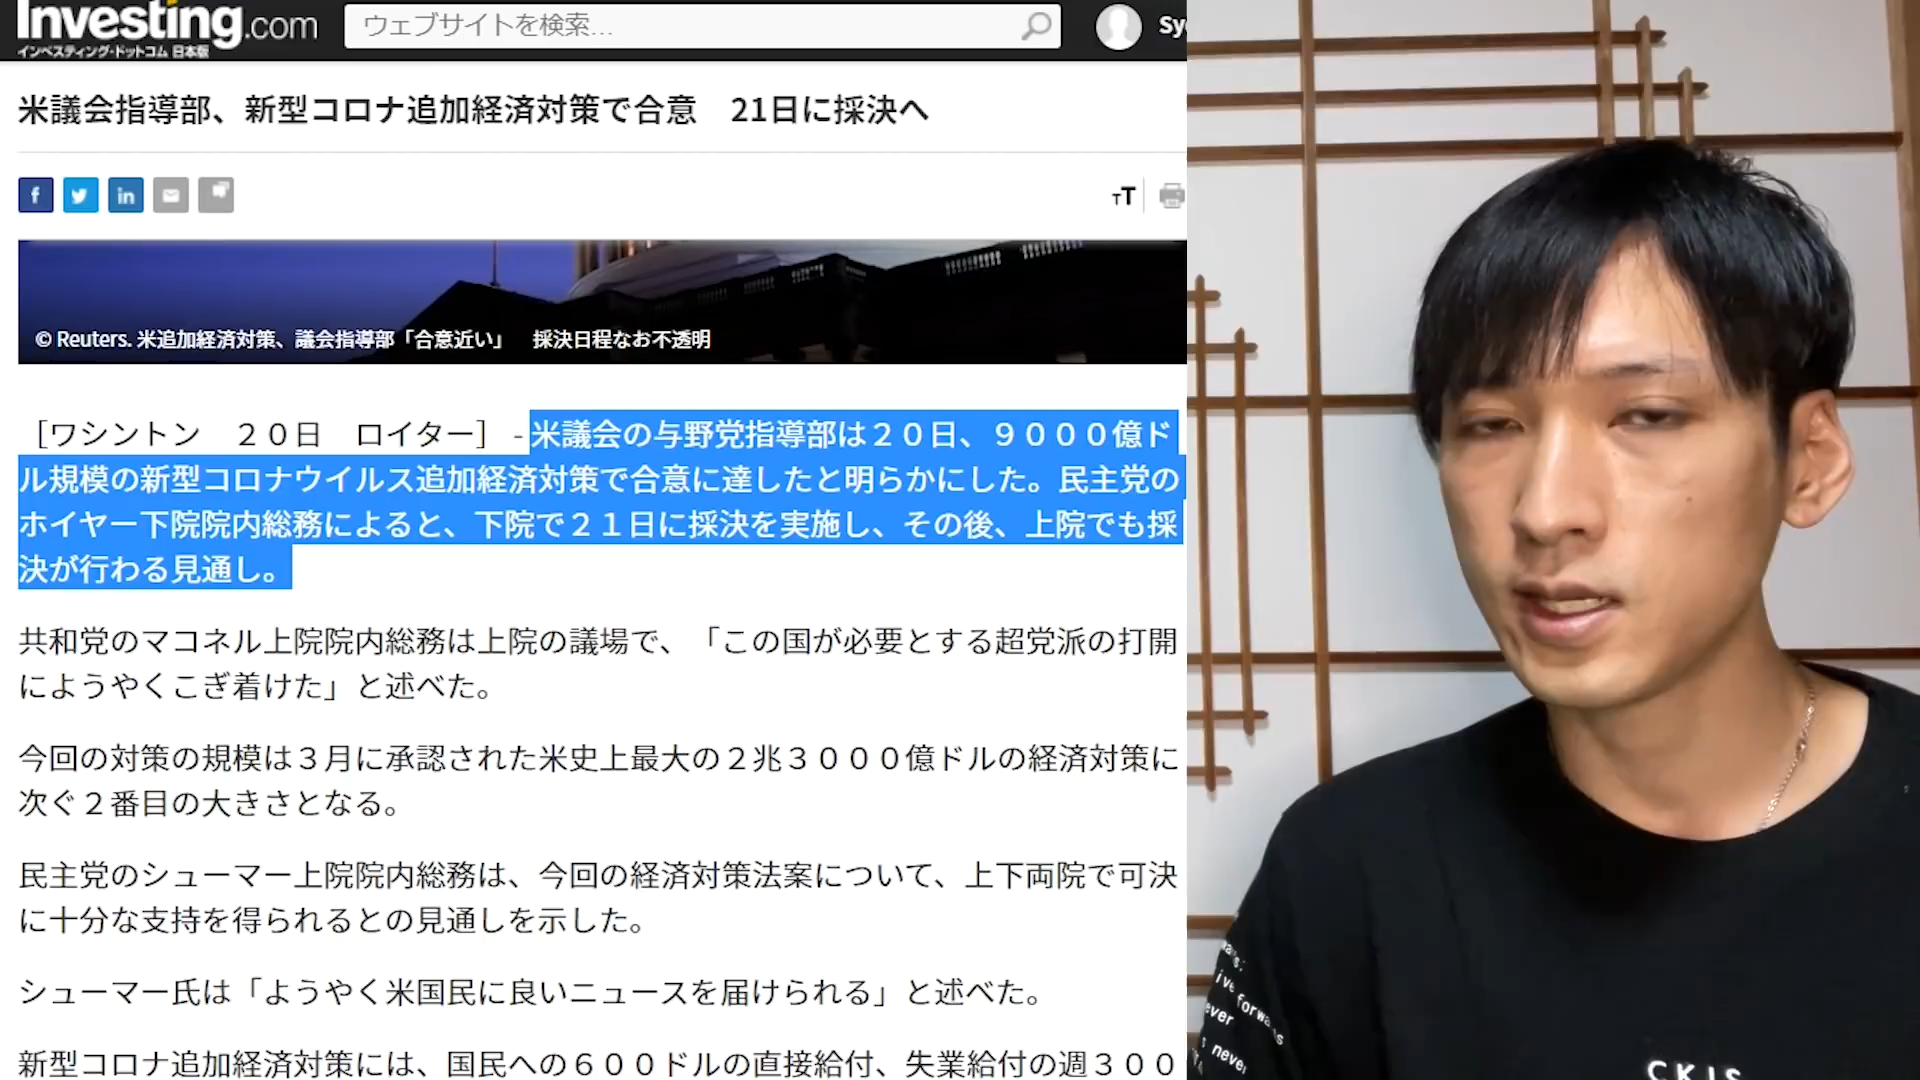 Investing.com
インベスティング・ドットコム 日本版
ウェブサイトを検索...
Sy
米議会指導部、新型コロナ追加経済対策で合意　21日に採決へ
f
in
TT
© Reuters. 米追加経済対策、議会指導部「合意近い」　採決日程なお不透明
［ワシントン　２０日　ロイター］ - 米議会の与野党指導部は２０日、９０００億ド
ル規模の新型コロナウイルス追加経済対策で合意に達したと明らかにした。民主党の
ホイヤー下院院内総務によると、下院で２１日に採決を実施し、その後、上院でも採
決が行わる見通し。
共和党のマコネル上院院内総務は上院の議場で、「この国が必要とする超党派の打開
にようやくこぎ着けた」と述べた。
今回の対策の規模は３月に承認された米史上最大の２兆３０００億ドルの経済対策に
次ぐ２番目の大きさとなる。
民主党のシューマー上院院内総務は、今回の経済対策法案について、上下両院で可決
に十分な支持を得られるとの見通しを示した。
シューマー氏は「ようやく米国民に良いニュースを届けられる」と述べた。
新型コロナ追加経済対策には、国民への６００ドルの直接給付、失業給付の週３００
ive forwa
ever
never